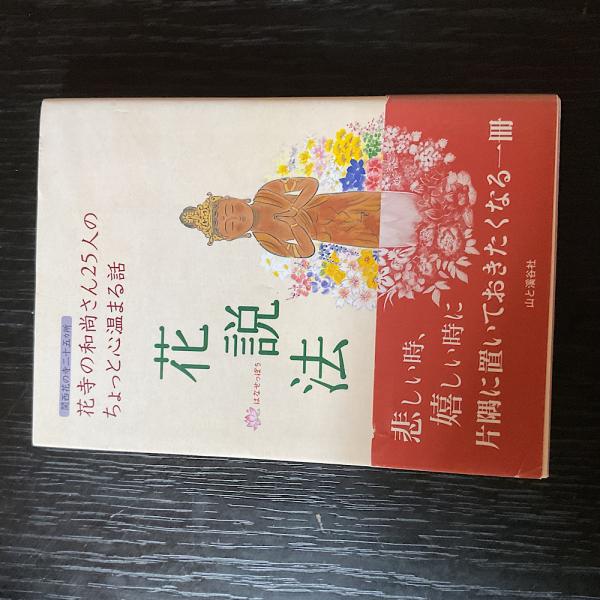 関西花の寺二十五カ所
花寺の和尚さん25人の
ちょっと心温まる話
花説法
はなせっぽう
悲しい時、
嬉しい時に
片隅に置いておきたくなる一冊
山と溪谷社